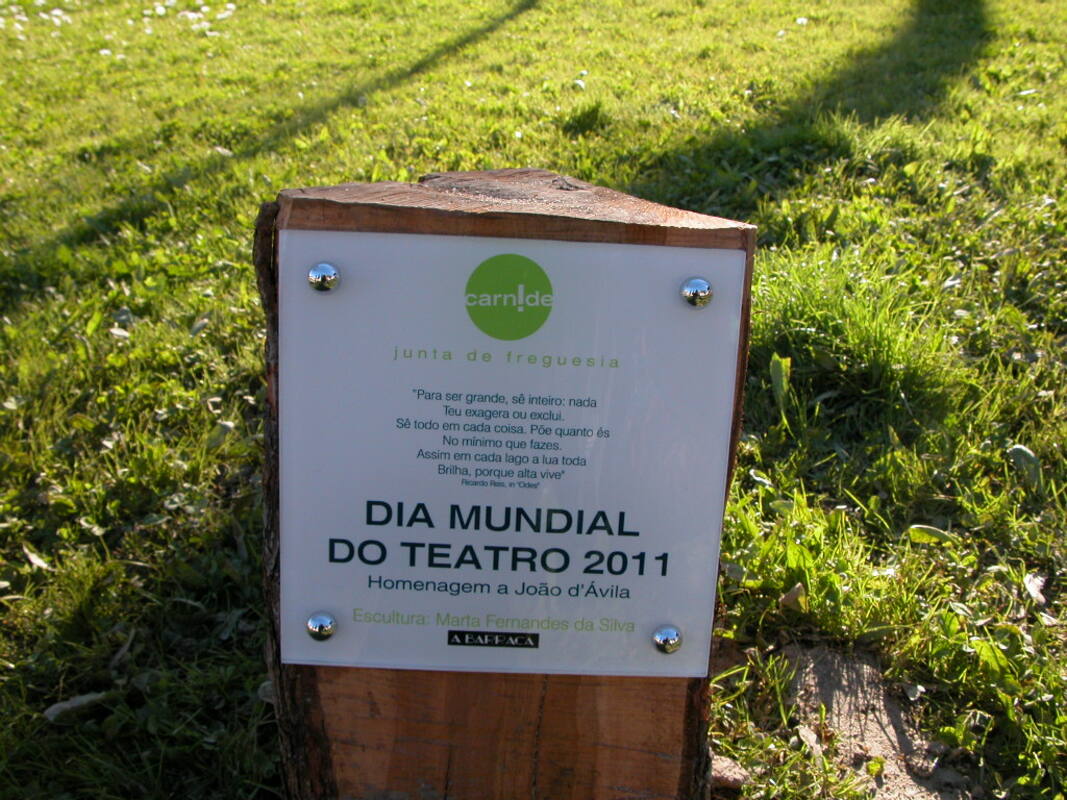 carn!de
junta de freguesia
"Para ser grande, sê inteiro: nada
Teu exagera ou exclui.
Sê todo em cada coisa. Põe quanto és
No mínimo que fazes.
Assim em cada lago a lua toda
Brilha, porque alta vive"
Ricardo Reis, in "Odes"
DIA MUNDIAL
DO TEATRO 2011
Homenagem a João d'Ávila
Escultura: Marta Fernandes da Silva
A BARRACA